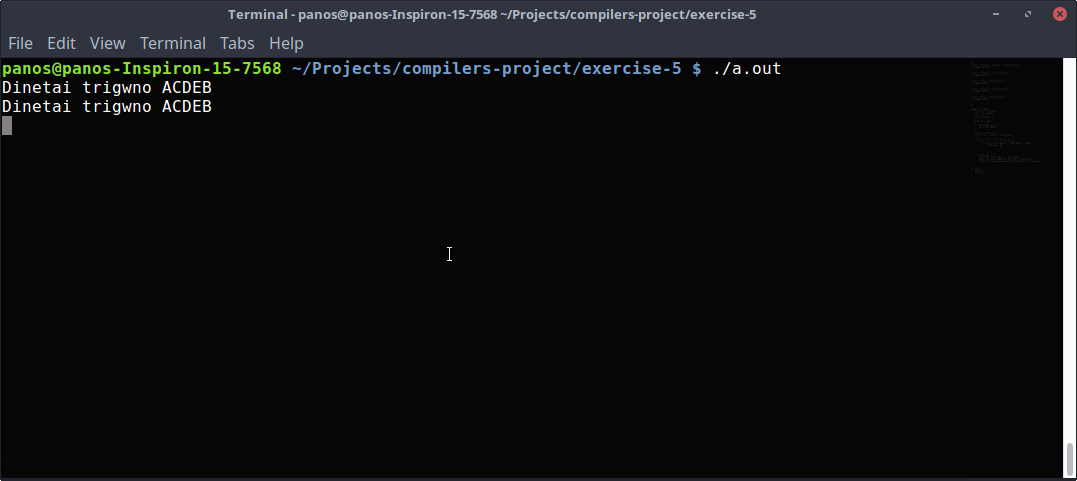 Terminal - panos@panos-Inspiron-15-7568 ~/Projects/compilers-project/exercise-5
File Edit View Terminal Tabs Help
panos@panos-Inspiron-15-7568 ~/Projects/compilers-project/exercise-5 $ ./a.out
Dinetai trigwno ACDEB
Dinetai trigwno ACDEB